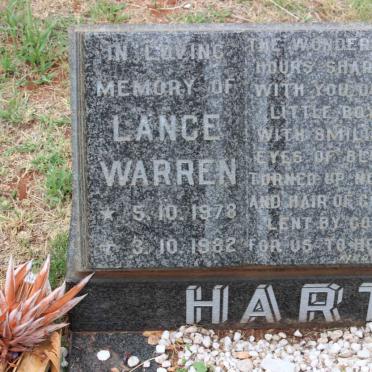 IN LOVING
MEMORY OF
LANCE
WARREN
* 5.10.1978
+ 3.10.1982
THE WONDER
HOURS SHAR
WITH YOU O
LITTLE BOY
WITH SMILI
EYES OF BL
TURNED UP N
AND HAIR OF G
LENT BY GO
FOR US TO HO
HART